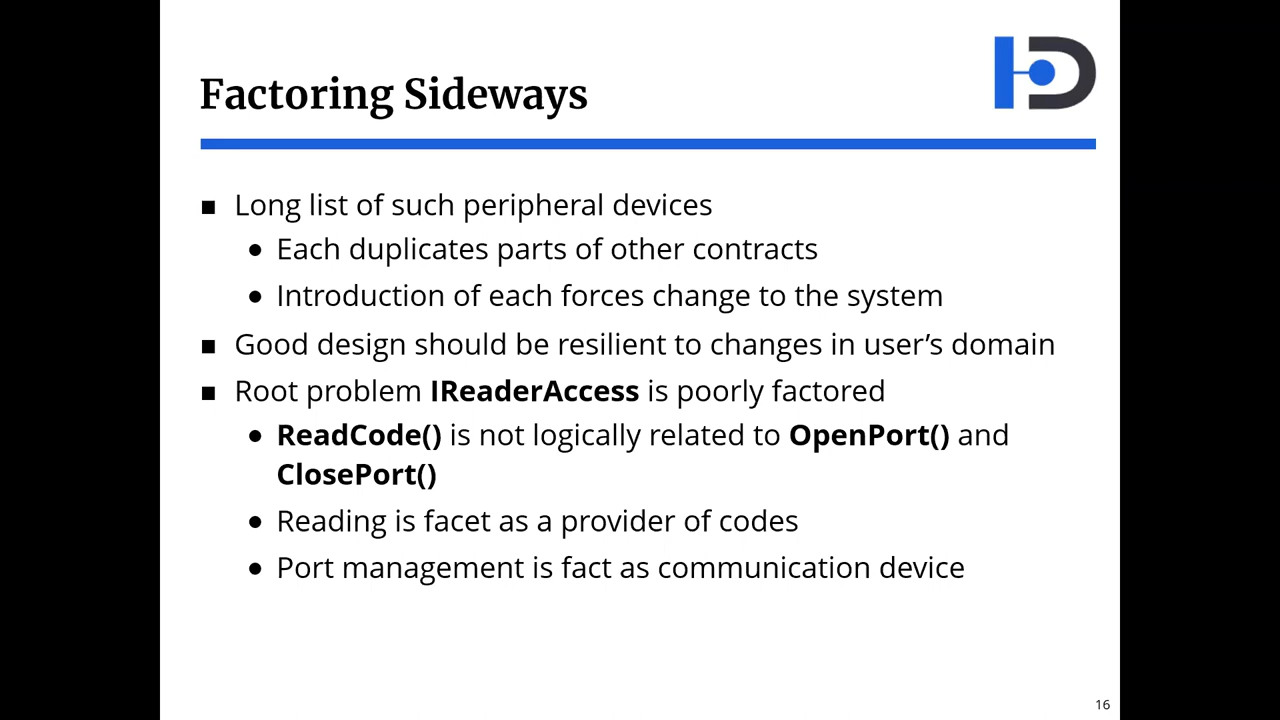 Factoring Sideways
▪ Long list of such peripheral devices
• Each duplicates parts of other contracts
• Introduction of each forces change to the system
▪ Good design should be resilient to changes in user’s domain
▪ Root problem IReaderAccess is poorly factored
• ReadCode() is not logically related to OpenPort() and
ClosePort()
• Reading is facet as a provider of codes
• Port management is fact as communication device
16